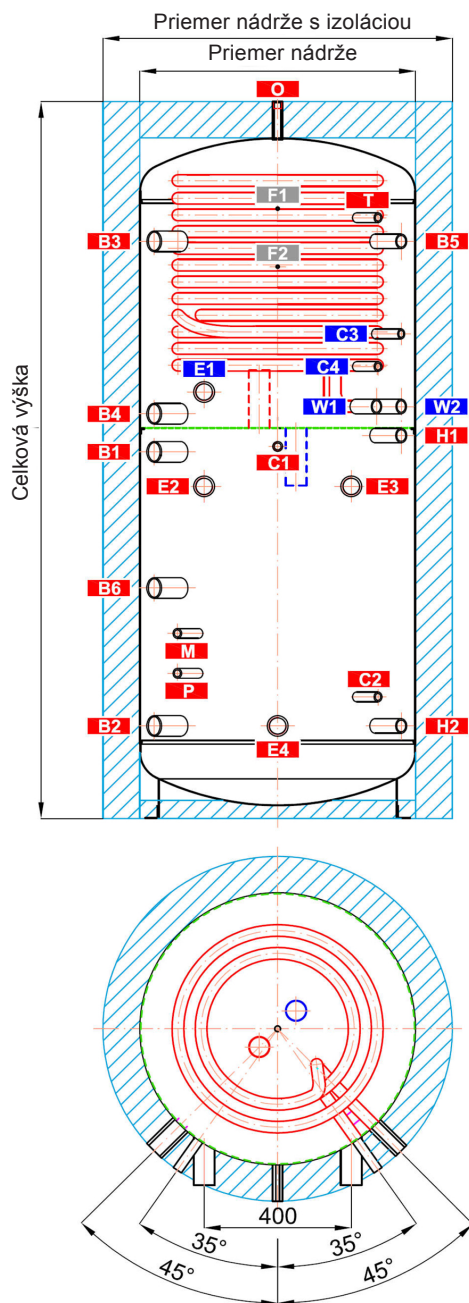 Priemer nádrže s izoláciou
Priemer nádrže
O
F1
T
B3
B5
F2
C3
E1
C4
B4
W1
W2
H1
B1
C1
E2
E3
B6
M
P
C2
B2
H2
E4
Celková výška
400
35°
35°
45°
45°